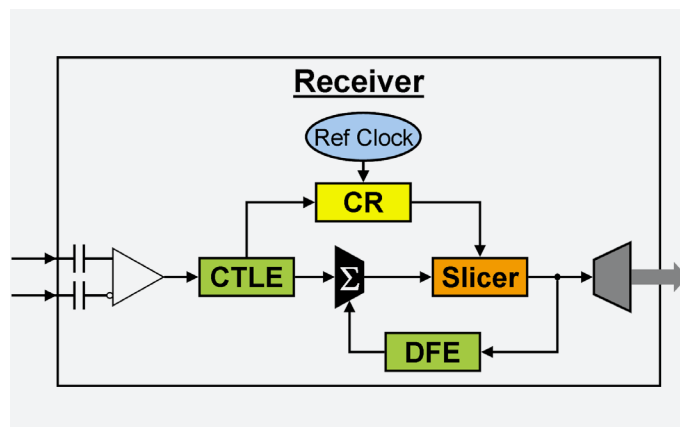 Receiver
Ref Clock
CR
CTLE
Σ
Slicer
DFE